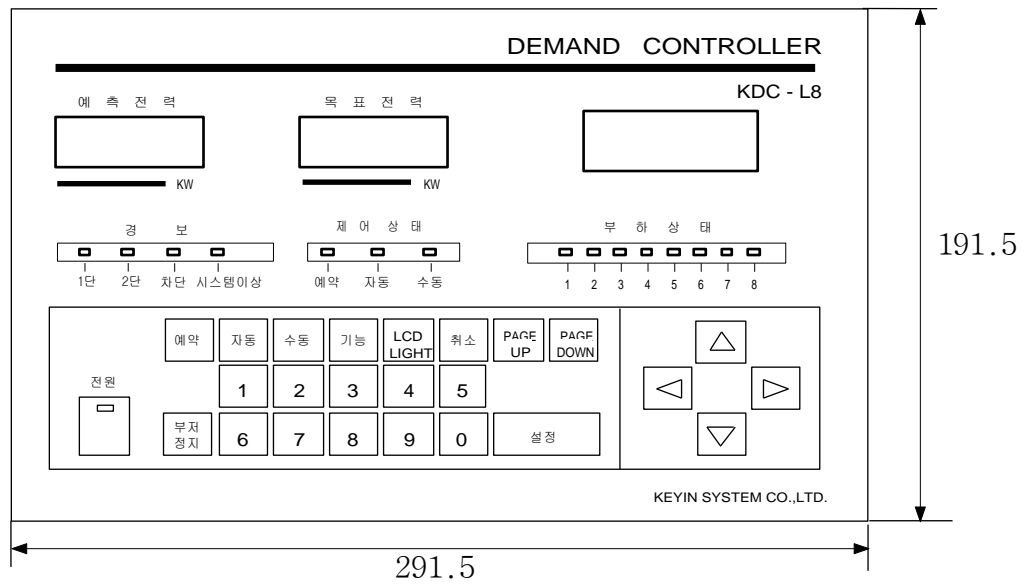 DEMAND CONTROLLER
KDC - L8
예 측 전 력
목 표 전 력
KW
KW
경 보
제 어 상 태
부 하 상 태
191.5
1단 2단 차단 시스템이상
예약 자동 수동
1 2 3 4 5 6 7 8
예약 자동 수동 기능 LCD LIGHT 취소 PAGE UP PAGE DOWN
전원
1 2 3 4 5
부저 정지 6 7 8 9 0 설정
KEYIN SYSTEM CO.,LTD.
291.5